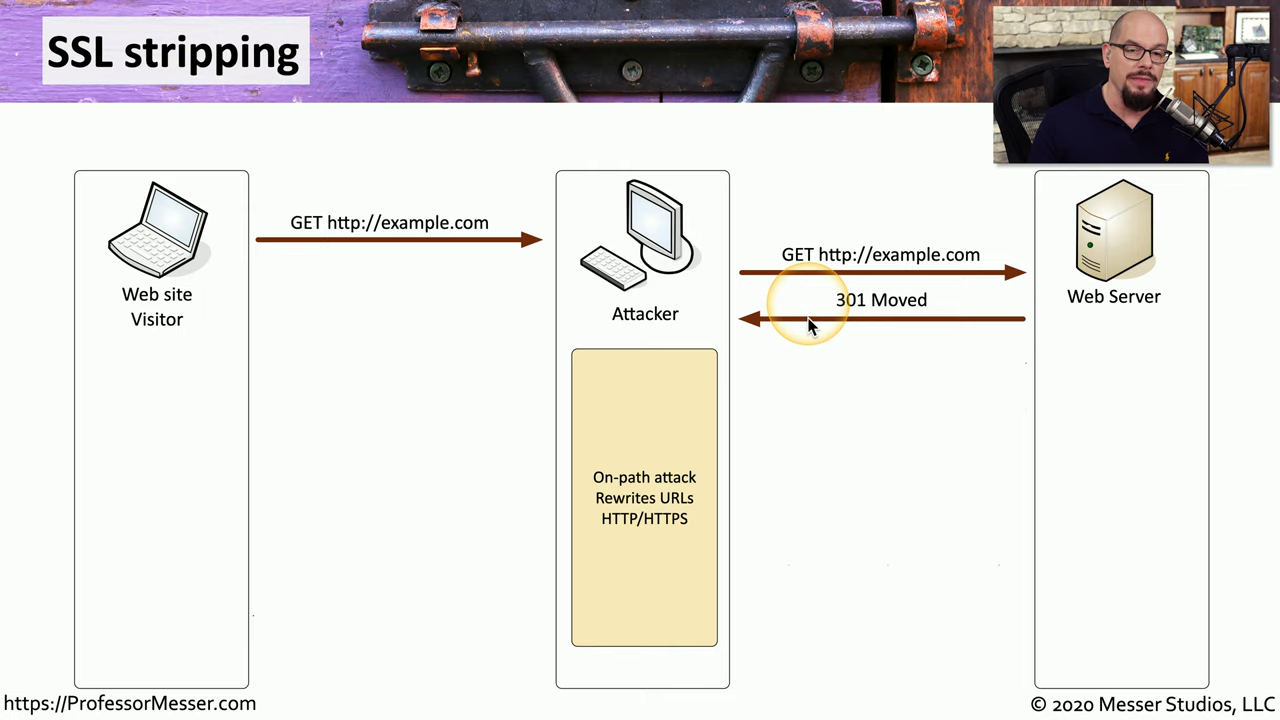 SSL stripping
GET http://example.com
GET http://example.com
301 Moved
Web site
Visitor
Attacker
Web Server
On-path attack
Rewrites URLs
HTTP/HTTPS
https://ProfessorMesser.com
© 2020 Messer Studios, LLC